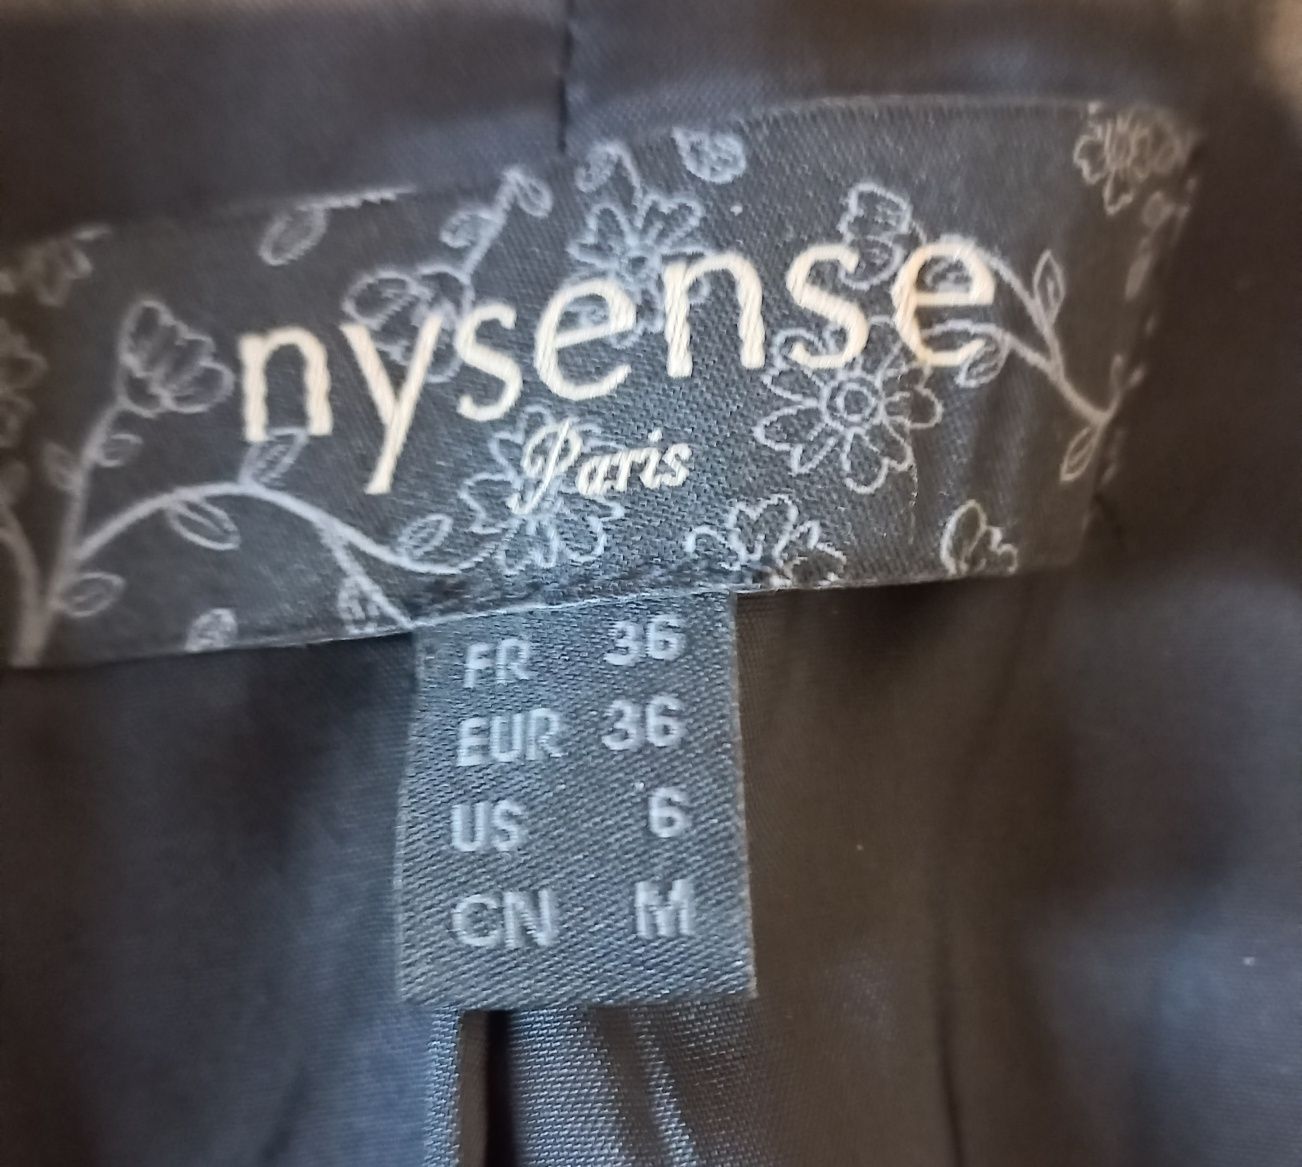 nysense
Paris
FR 36
EUR 36
US 6
CN M